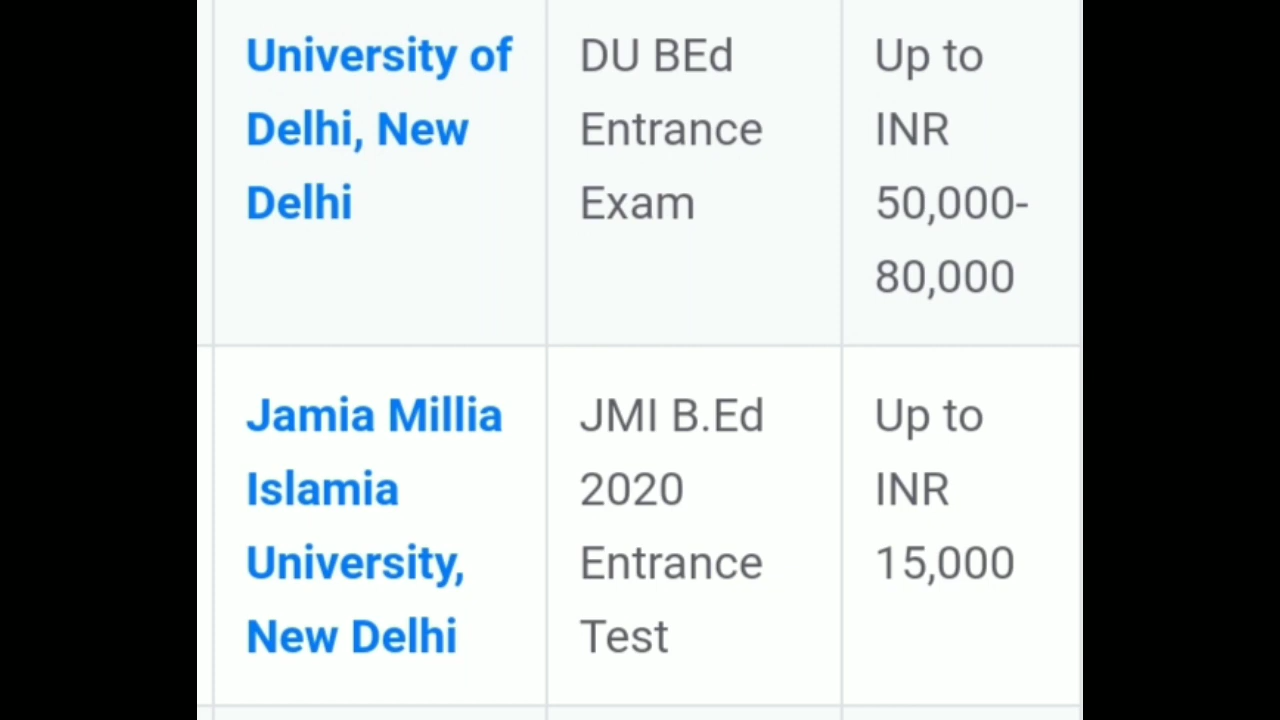 University of
Delhi, New
Delhi
DU BEd
Entrance
Exam
Up to
INR
50,000-
80,000
Jamia Millia
Islamia
University,
New Delhi
JMI B.Ed
2020
Entrance
Test
Up to
INR
15,000